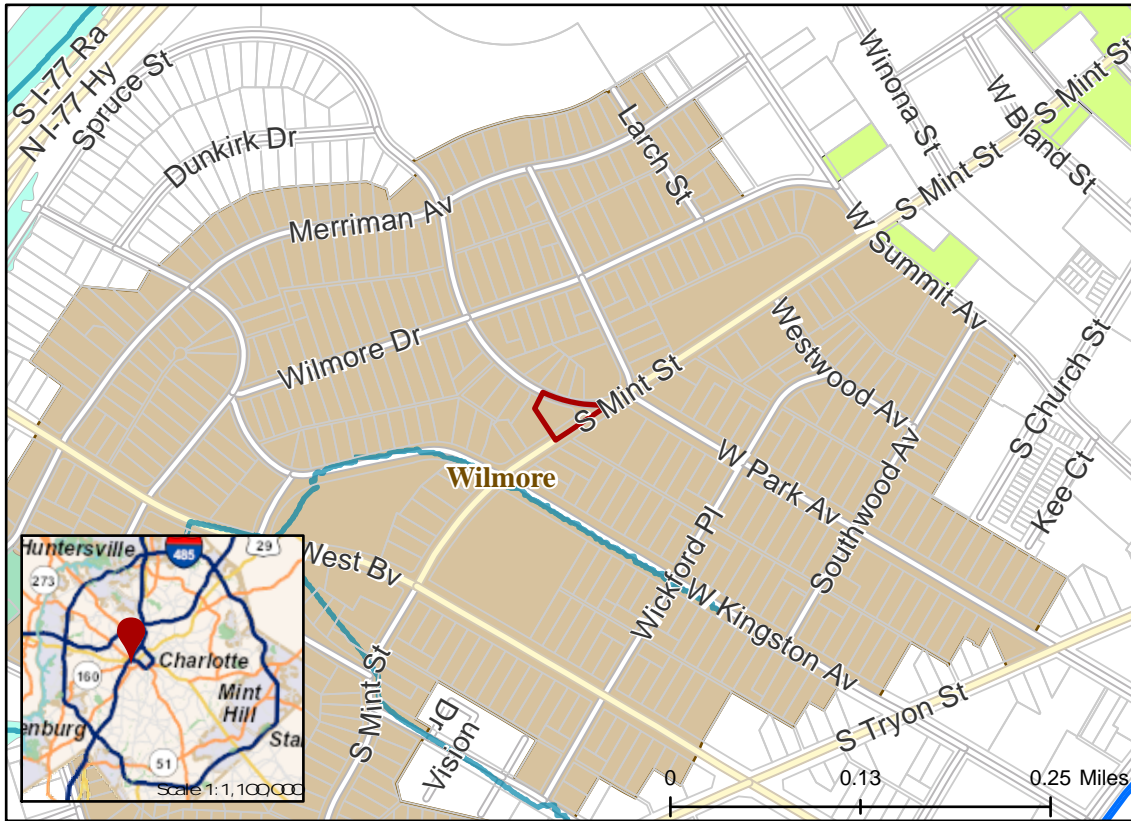 S I-77 Ra
N I-77 Hy
Spruce St
Dunkirk Dr
Merriman Av
Larch St
Winona St
W Bland St
S Mint St
S Mint St
W Summit Av
Wilmore Dr
Westwood Av
S Mint St
S Church St
Kee Ct
Wilmore
W Park Av
Southwood Av
Wickford Pl
W Kingston Av
West Bv
S Mint St
Vision Dr
S Tryon St
0 0.13 0.25 Miles
Huntersville
485
29
273
Charlotte
160
Mint
Hill
enburg
Sta
51
Scale 1:1,100,000